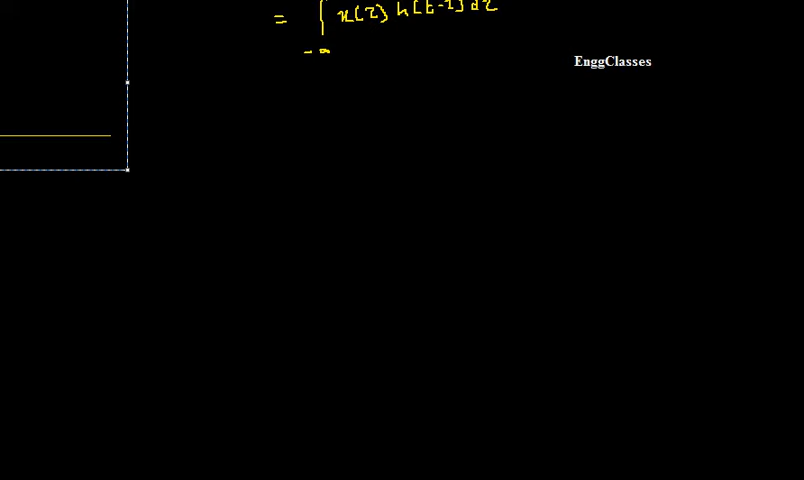 = ∫ x[τ} h[t-τ] dτ
-∞
EnggClasses